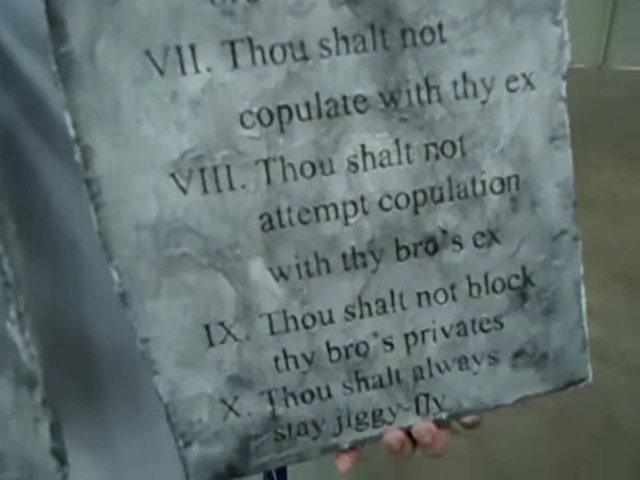 VII. Thou shalt not
copulate with thy ex
VIII. Thou shalt not
attempt copulation
with thy bro's ex
IX. Thou shalt not block
thy bro's privates
X. Thou shalt always
stay jiggy-fly